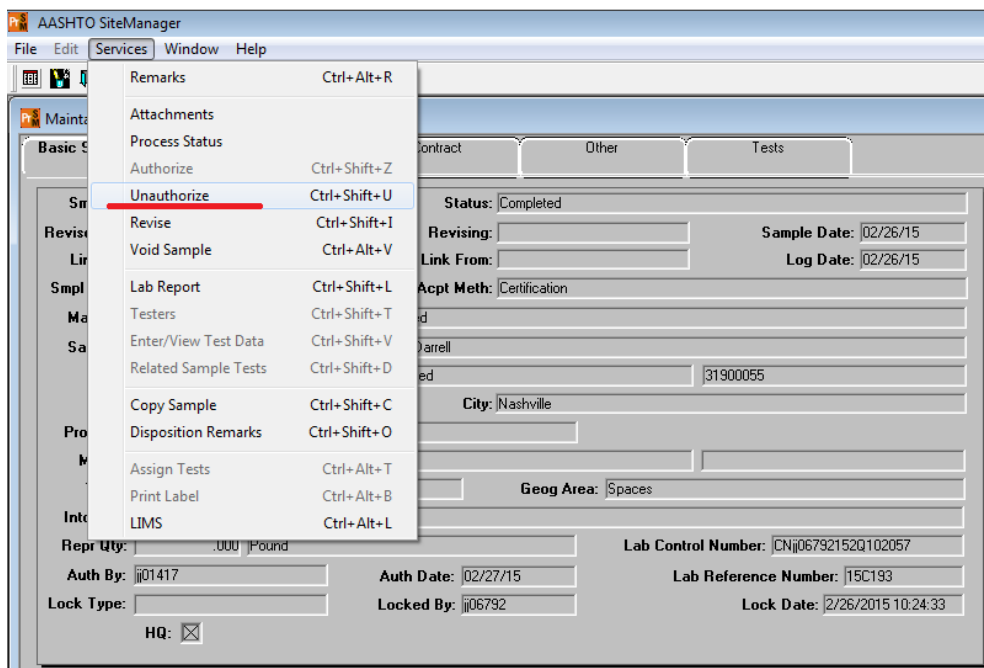 AASHTO SiteManager
File Edit Services Window Help
Remarks Ctrl+Alt+R
Attachments
Process Status
Authorize Ctrl+Shift+Z
Unauthorize Ctrl+Shift+U
Revise Ctrl+Shift+I
Void Sample Ctrl+Alt+V
Lab Report Ctrl+Shift+L
Testers Ctrl+Shift+T
Enter/View Test Data Ctrl+Shift+V
Related Sample Tests Ctrl+Shift+D
Copy Sample Ctrl+Shift+C
Disposition Remarks Ctrl+Shift+O
Assign Tests Ctrl+Alt+T
Print Label Ctrl+Alt+B
LIMS Ctrl+Alt+L
Basic Contract Other Tests
Status: Completed
Revising: Sample Date: 02/26/15
Link From: Log Date: 02/26/15
Smpl Acpt Meth: Certification
Darrell
31900055
City: Nashville
Geog Area: Spaces
Repr Qty: .000 Pound Lab Control Number: CNjj06792152Q102057
Auth By: jj01417 Auth Date: 02/27/15 Lab Reference Number: 15C193
Lock Type: Locked By: jj06792 Lock Date: 2/26/2015 10:24:33
HQ: